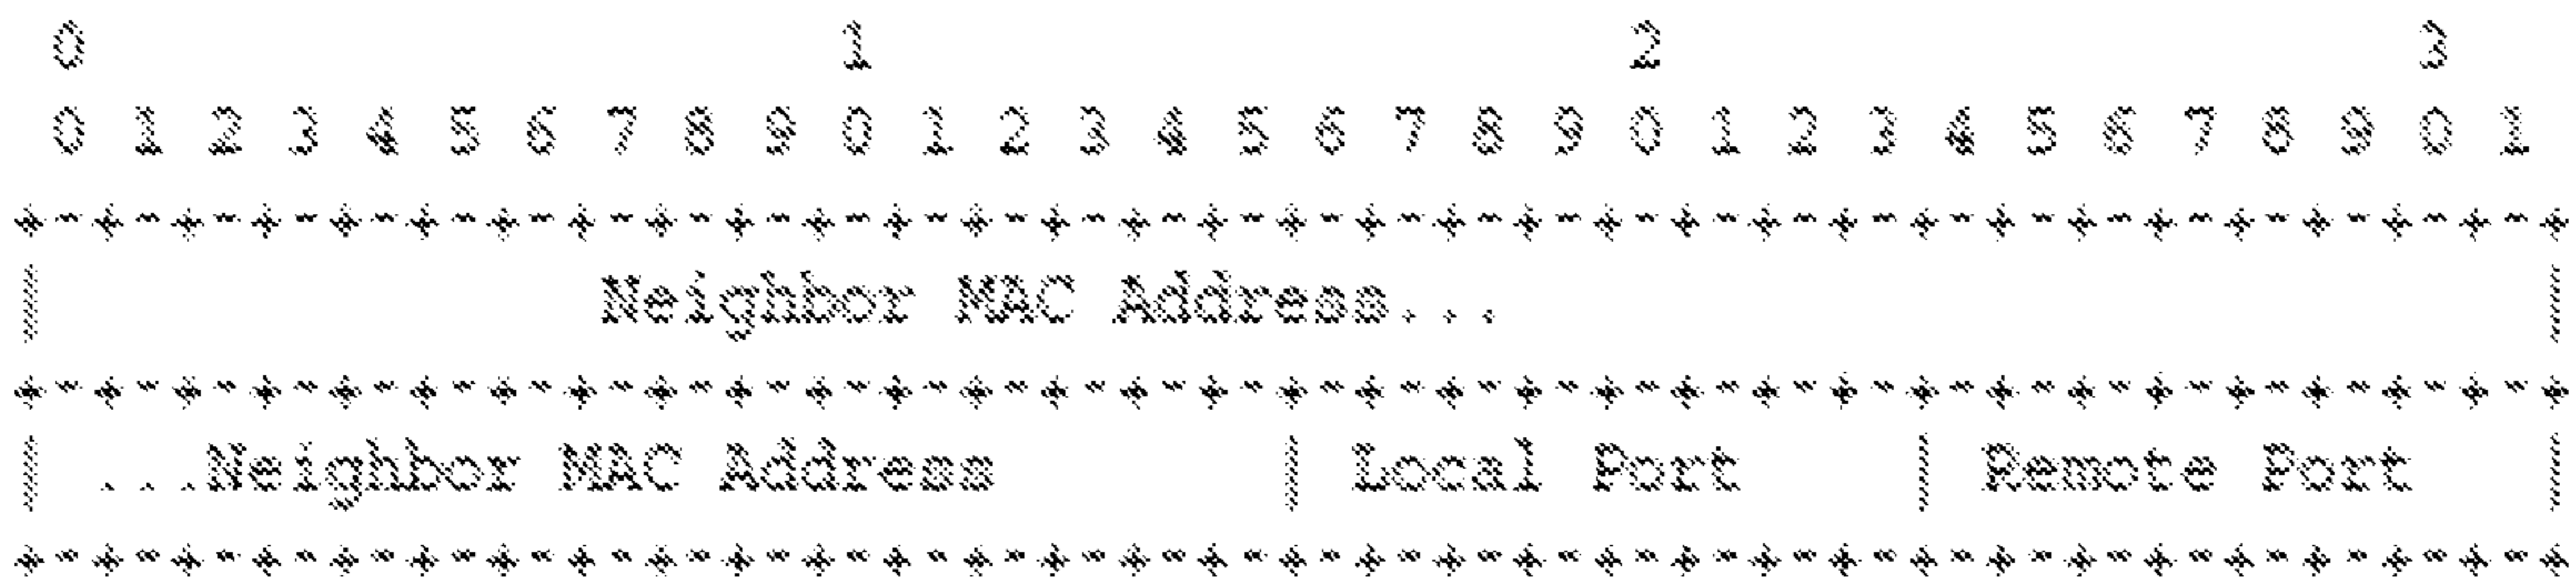 0                   1                   2                   3
 0 1 2 3 4 5 6 7 8 9 0 1 2 3 4 5 6 7 8 9 0 1 2 3 4 5 6 7 8 9 0 1
+-+-+-+-+-+-+-+-+-+-+-+-+-+-+-+-+-+-+-+-+-+-+-+-+-+-+-+-+-+-+-+-+
|              Neighbor MAC Address...                          |
+-+-+-+-+-+-+-+-+-+-+-+-+-+-+-+-+-+-+-+-+-+-+-+-+-+-+-+-+-+-+-+-+
| ...Neighbor MAC Address       | Local Port    | Remote Port   |
+-+-+-+-+-+-+-+-+-+-+-+-+-+-+-+-+-+-+-+-+-+-+-+-+-+-+-+-+-+-+-+-+